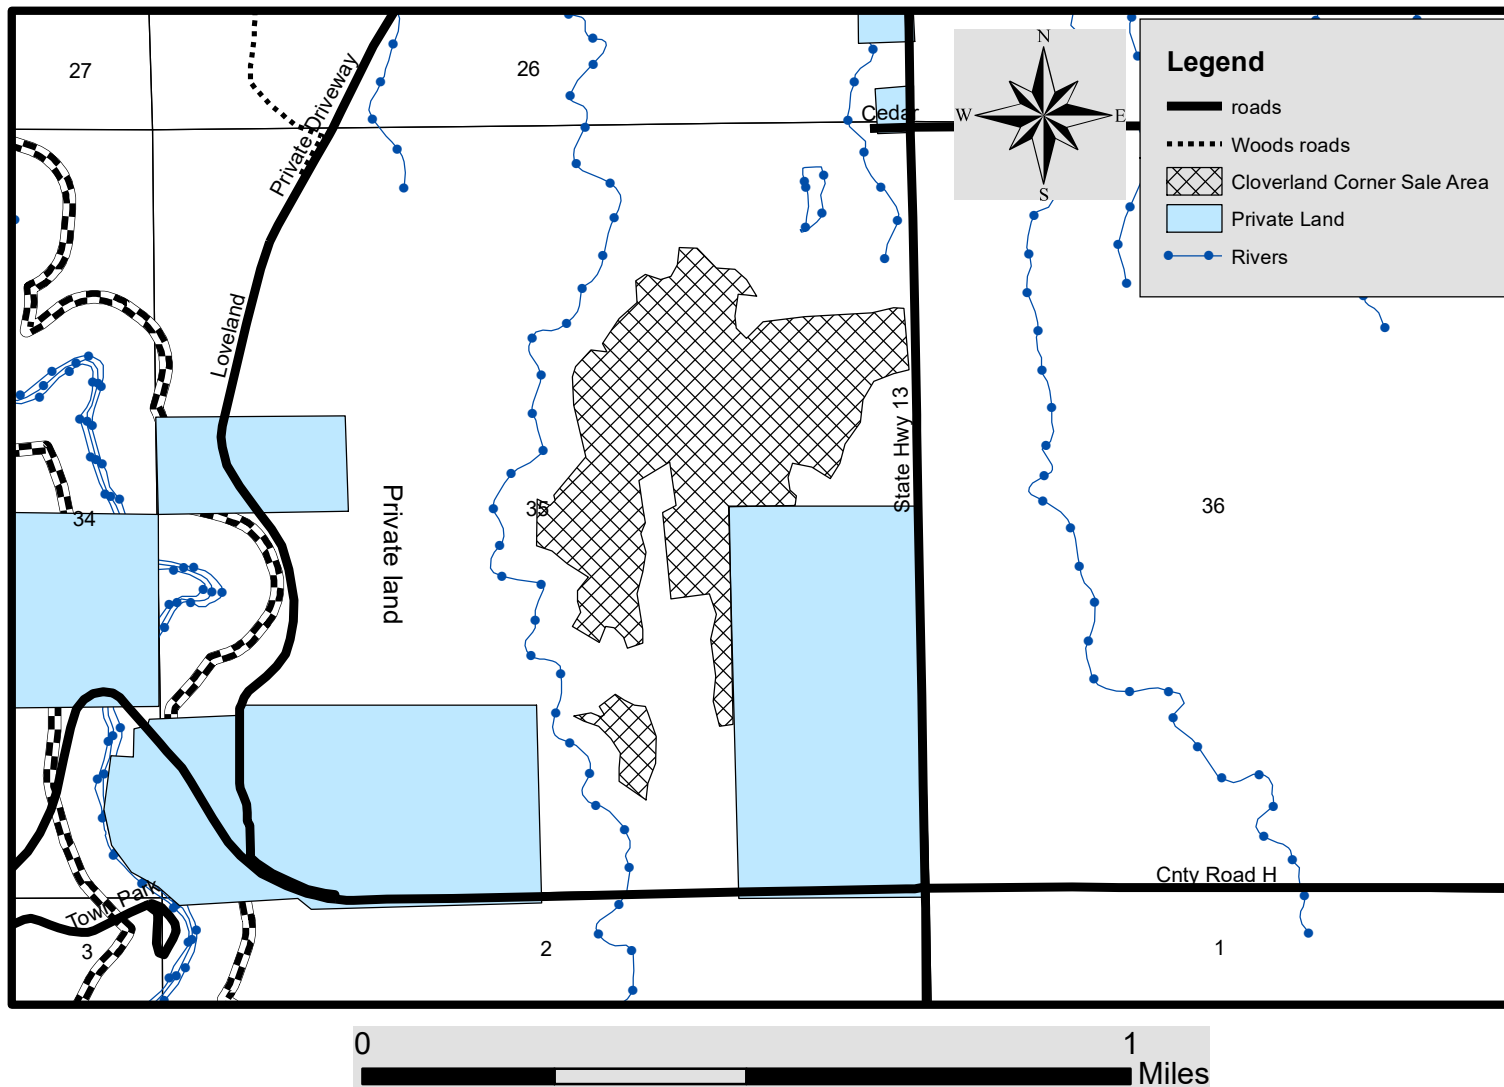 27
26
Private Driveway
Cedar
N
W
E
S
Legend
roads
Woods roads
Cloverland Corner Sale Area
Private Land
Rivers
Loveland
State Hwy 13
Private land
34
35
36
Cnty Road H
Town Park
3
2
1
0
1
Miles